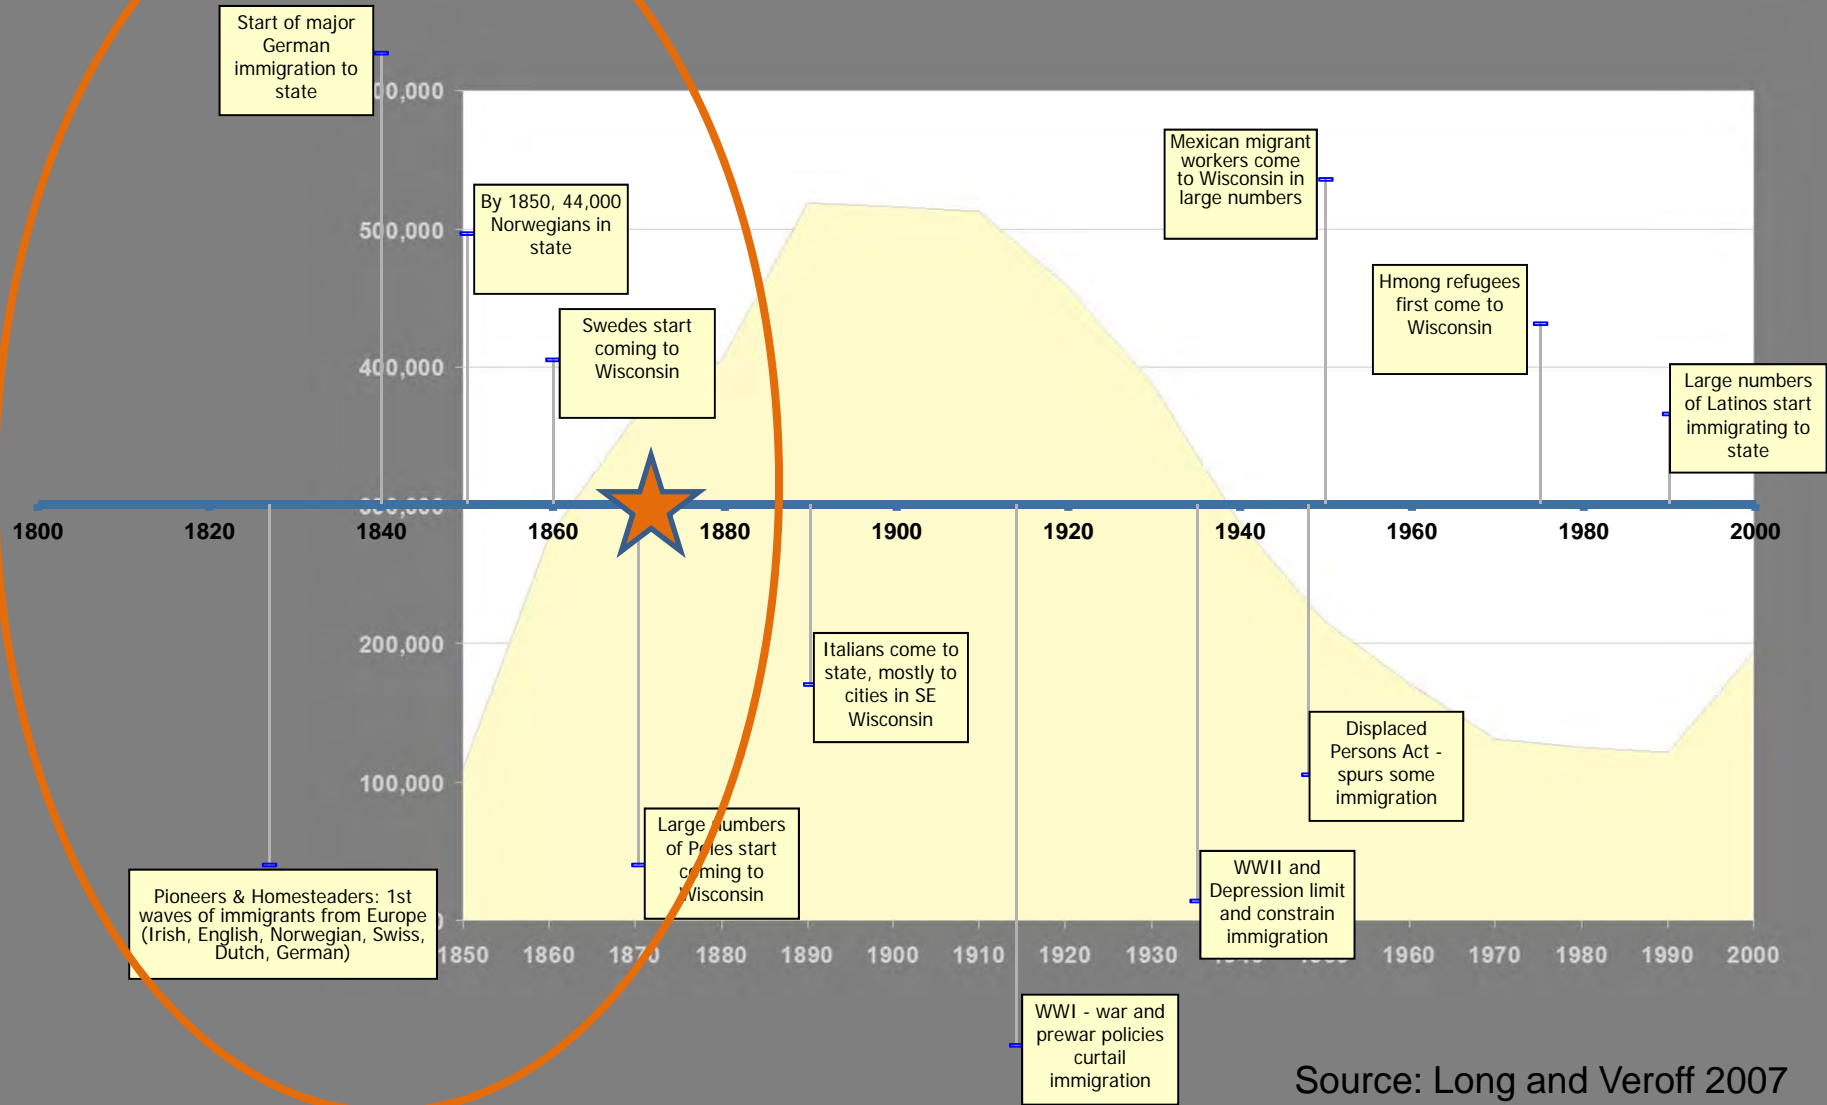 Start of major
German
immigration to
state
By 1850, 44,000
Norwegians in
state
Swedes start
coming to
Wisconsin
Mexican migrant
workers come
to Wisconsin in
large numbers
Hmong refugees
first come to
Wisconsin
Large numbers
of Latinos start
immigrating to
state
500,000
400,000
200,000
100,000
1800 1820 1840 1860 1880 1900 1920 1940 1960 1980 2000
Pioneers & Homesteaders: 1st
waves of immigrants from Europe
(Irish, English, Norwegian, Swiss,
Dutch, German)
Large numbers
of Poles start
coming to
Wisconsin
Italians come to
state, mostly to
cities in SE
Wisconsin
WWI - war and
prewar policies
curtail
immigration
WWII and
Depression limit
and constrain
immigration
Displaced
Persons Act -
spurs some
immigration
1850 1860 1870 1880 1890 1900 1910 1920 1930 1940 1950 1960 1970 1980 1990 2000
Source: Long and Veroff 2007